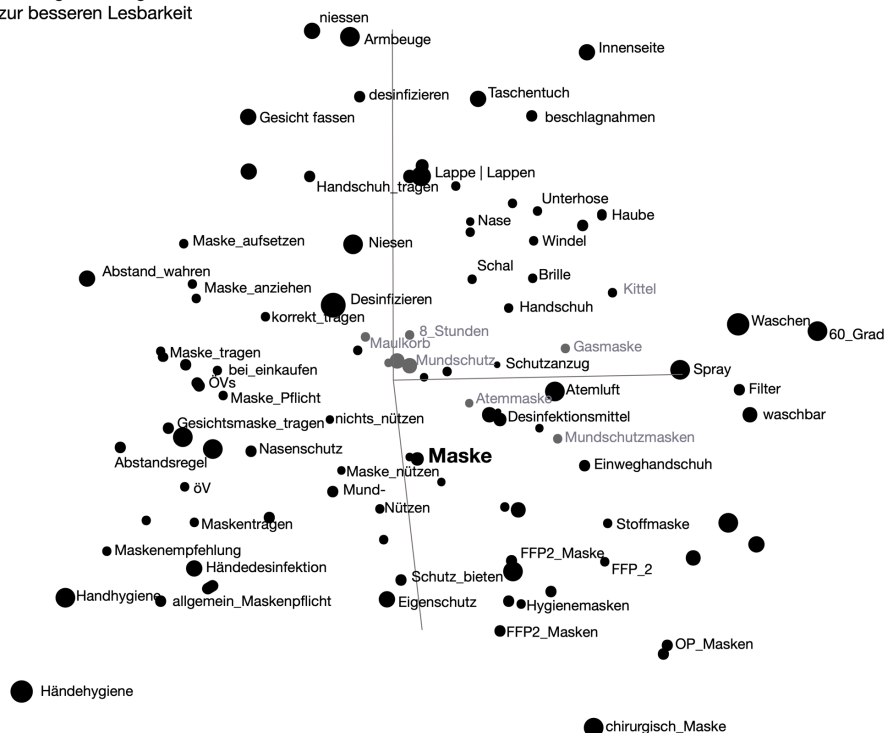 zur besseren Lesbarkeit
niessen
Armbeuge
Innenseite
desinfizieren
Taschentuch
Gesicht fassen
beschlagnahmen
Lappe | Lappen
Handschuh_tragen
Unterhose
Haube
Nase
Maske_aufsetzen
Niesen
Windel
Abstand_wahren
Schal
Brille
Maske_anziehen
Kittel
Desinfizieren
Handschuh
korrekt_tragen
Waschen
8_Stunden
60_Grad
Maulkorb
Gasmaske
Maske_tragen
Mundschutz
Schutzanzug
bei_einkaufen
Spray
ÖVs
Atemluft
Filter
Maske_Pflicht
Atemmaske
waschbar
Gesichtsmaske_tragen
nichts_nützen
Desinfektionsmittel
Mundschutzmasken
Nasenschutz
Maske
Abstandsregel
Einweghandschuh
Maske_nützen
öV
Mund-
Nützen
Maskentragen
Stoffmaske
Maskenempfehlung
FFP2_Maske
Händedesinfektion
FFP_2
Schutz_bieten
Handhygiene
allgemein_Maskenpflicht
Eigenschutz
Hygienemasken
FFP2_Masken
OP_Masken
Händehygiene
chirurgisch_Maske